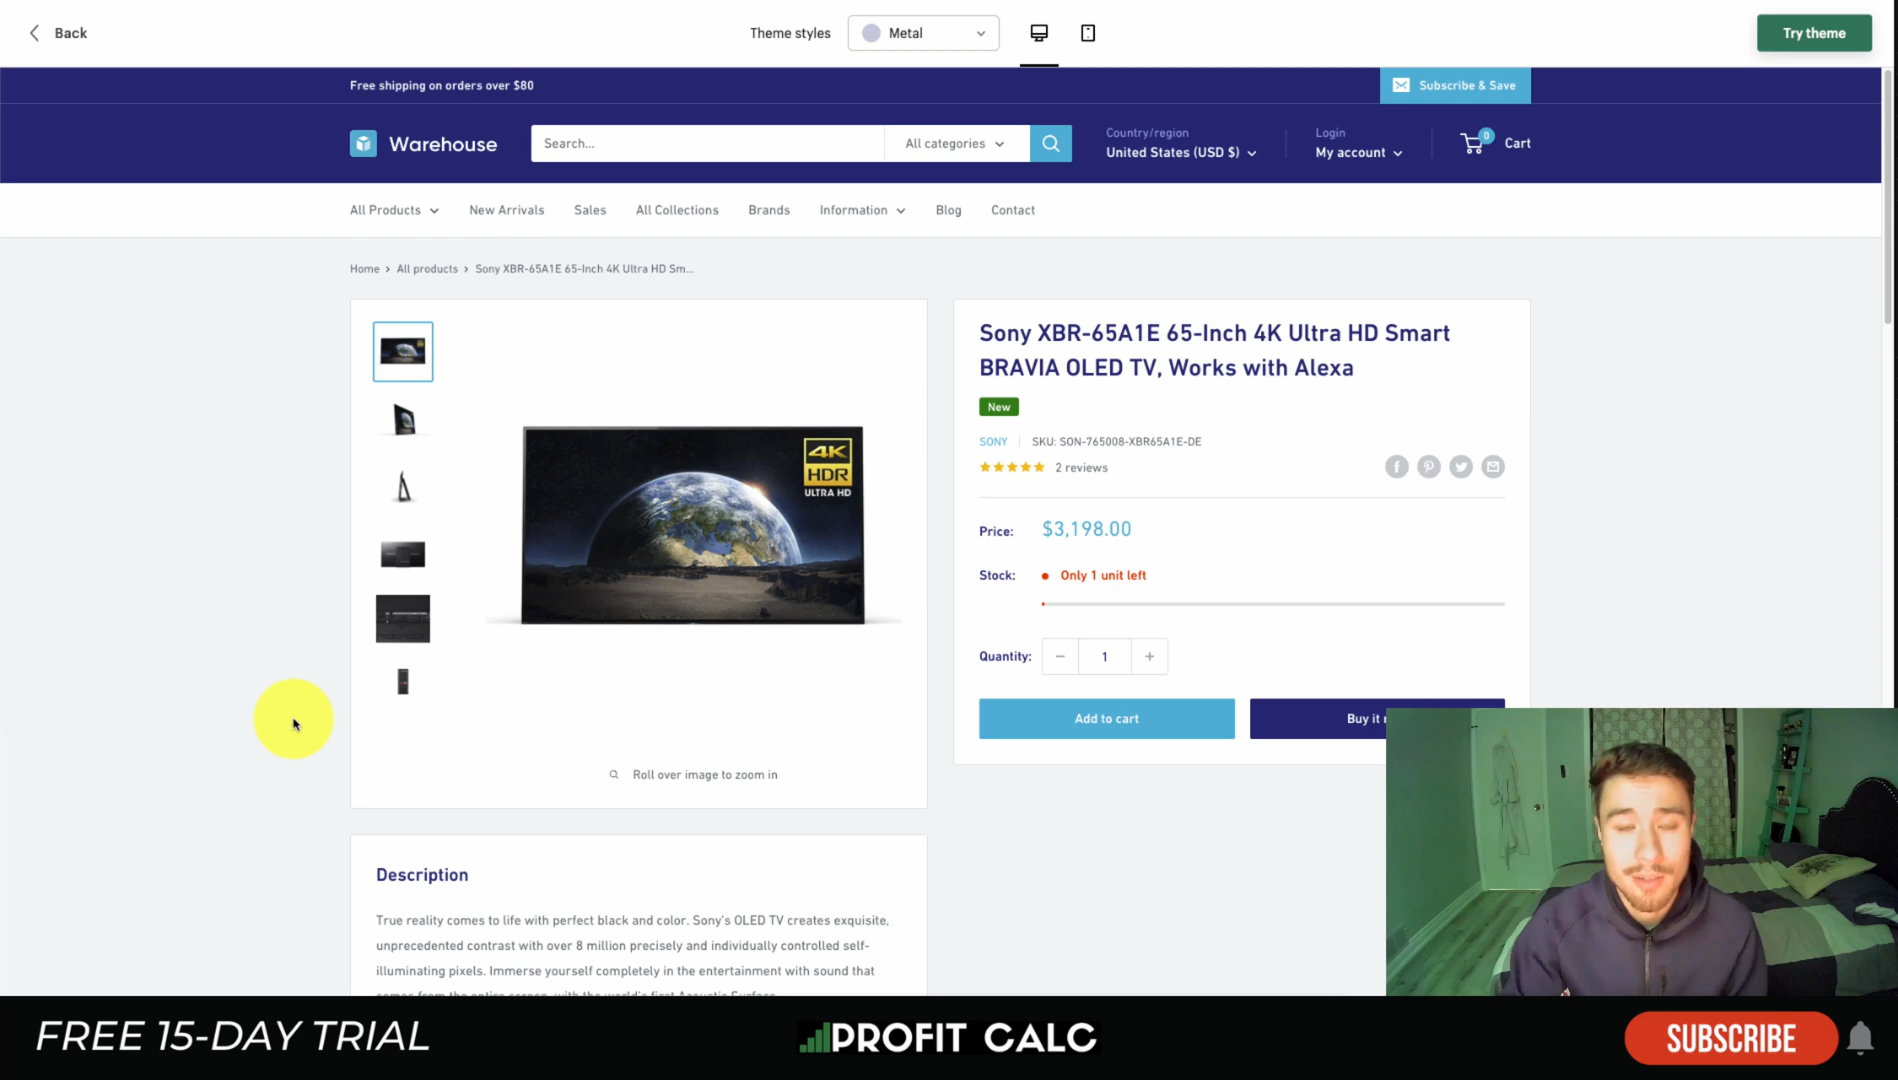 Back
Theme styles
Metal
Try theme
Free shipping on orders over $80
Subscribe & Save
Warehouse
Search...
All categories
Country/region
United States (USD $)
Login
My account
0
Cart
All Products
New Arrivals
Sales
All Collections
Brands
Information
Blog
Contact
Home > All products > Sony XBR-65A1E 65-Inch 4K Ultra HD Sm...
4K
HDR
ULTRA HD
Roll over image to zoom in
Sony XBR-65A1E 65-Inch 4K Ultra HD Smart
BRAVIA OLED TV, Works with Alexa
New
SONY
SKU: SON-765008-XBR65A1E-DE
2 reviews
Price: $3,198.00
Stock: Only 1 unit left
Quantity: 1
Add to cart
Buy it
Description
True reality comes to life with perfect black and color. Sony's OLED TV creates exquisite,
unprecedented contrast with over 8 million precisely and individually controlled self-
illuminating pixels. Immerse yourself completely in the entertainment with sound that
FREE 15-DAY TRIAL
PROFIT CALC
SUBSCRIBE